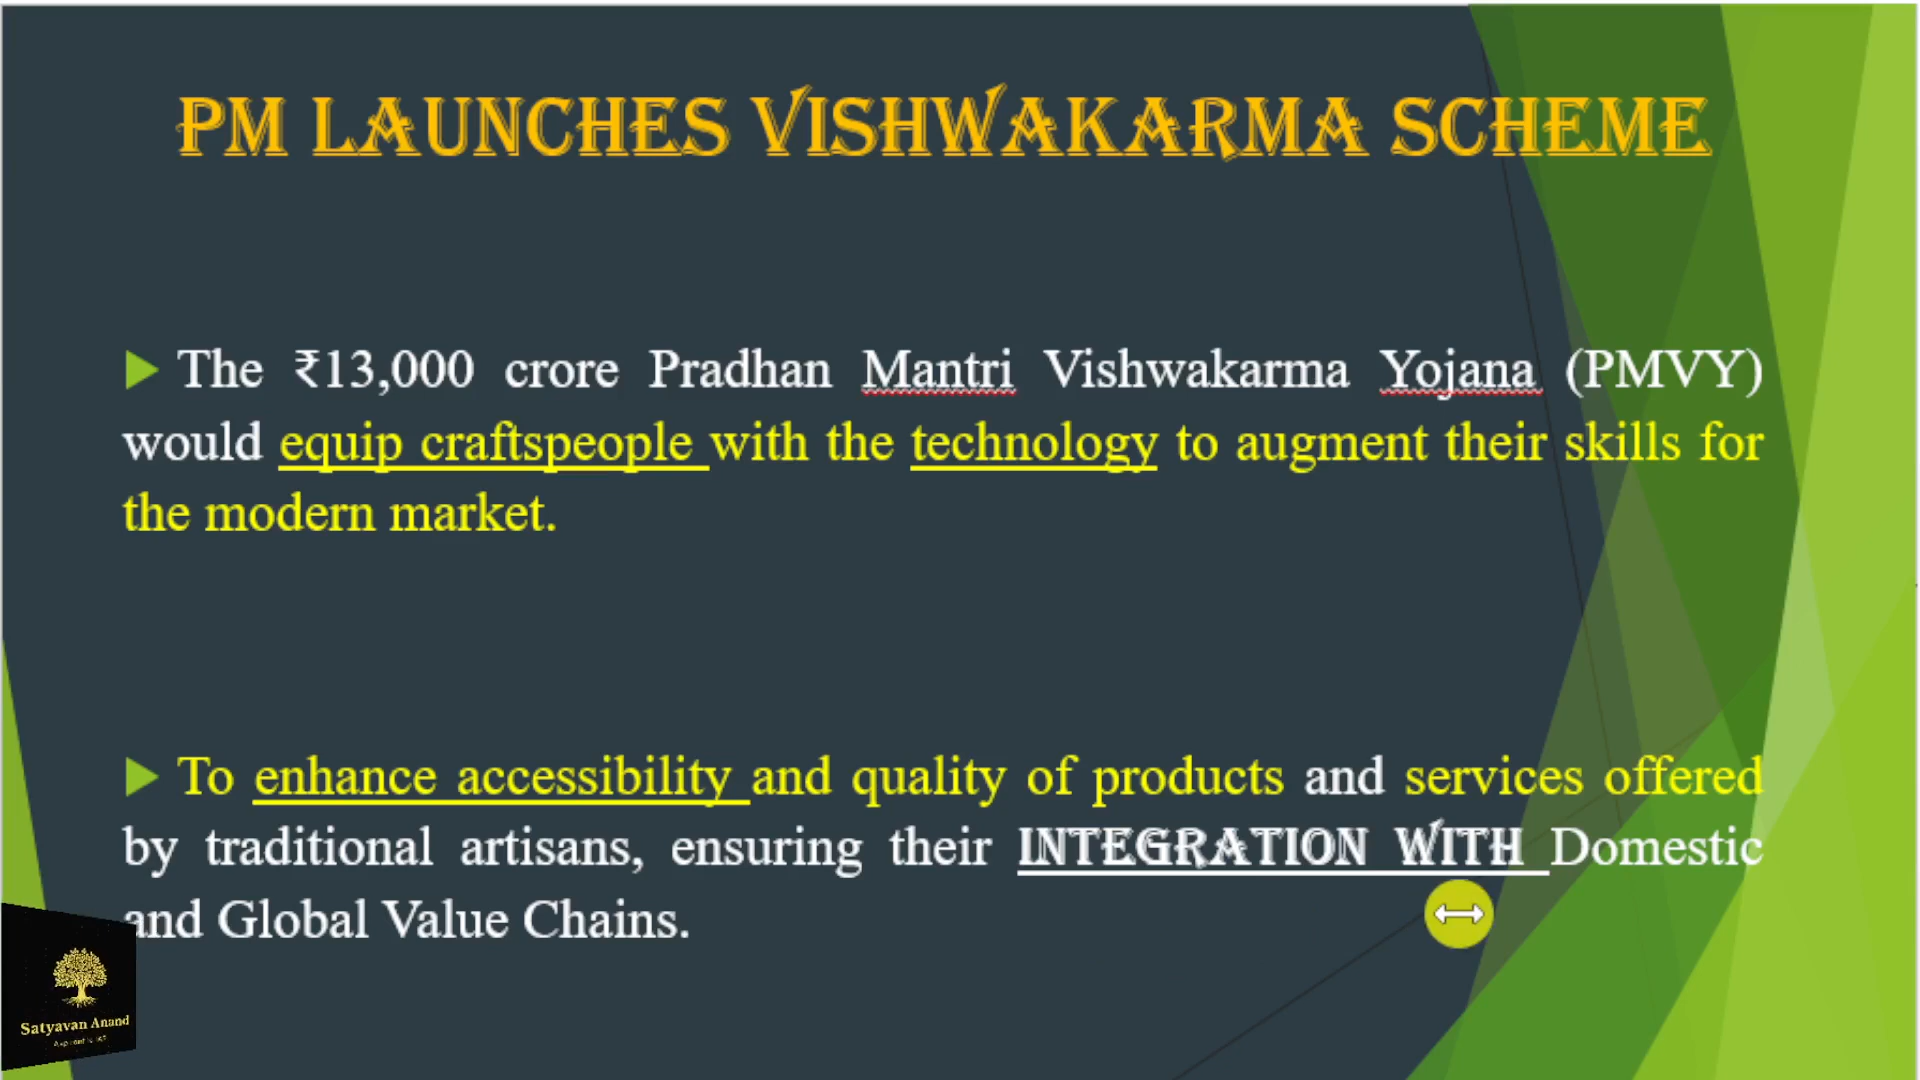 PM LAUNCHES VISHWAKARMA SCHEME
The ₹13,000 crore Pradhan Mantri Vishwakarma Yojana (PMVY)
would equip craftspeople with the technology to augment their skills for
the modern market.
To enhance accessibility and quality of products and services offered
by traditional artisans, ensuring their INTEGRATION WITH Domestic
and Global Value Chains.
Satyavan Anand